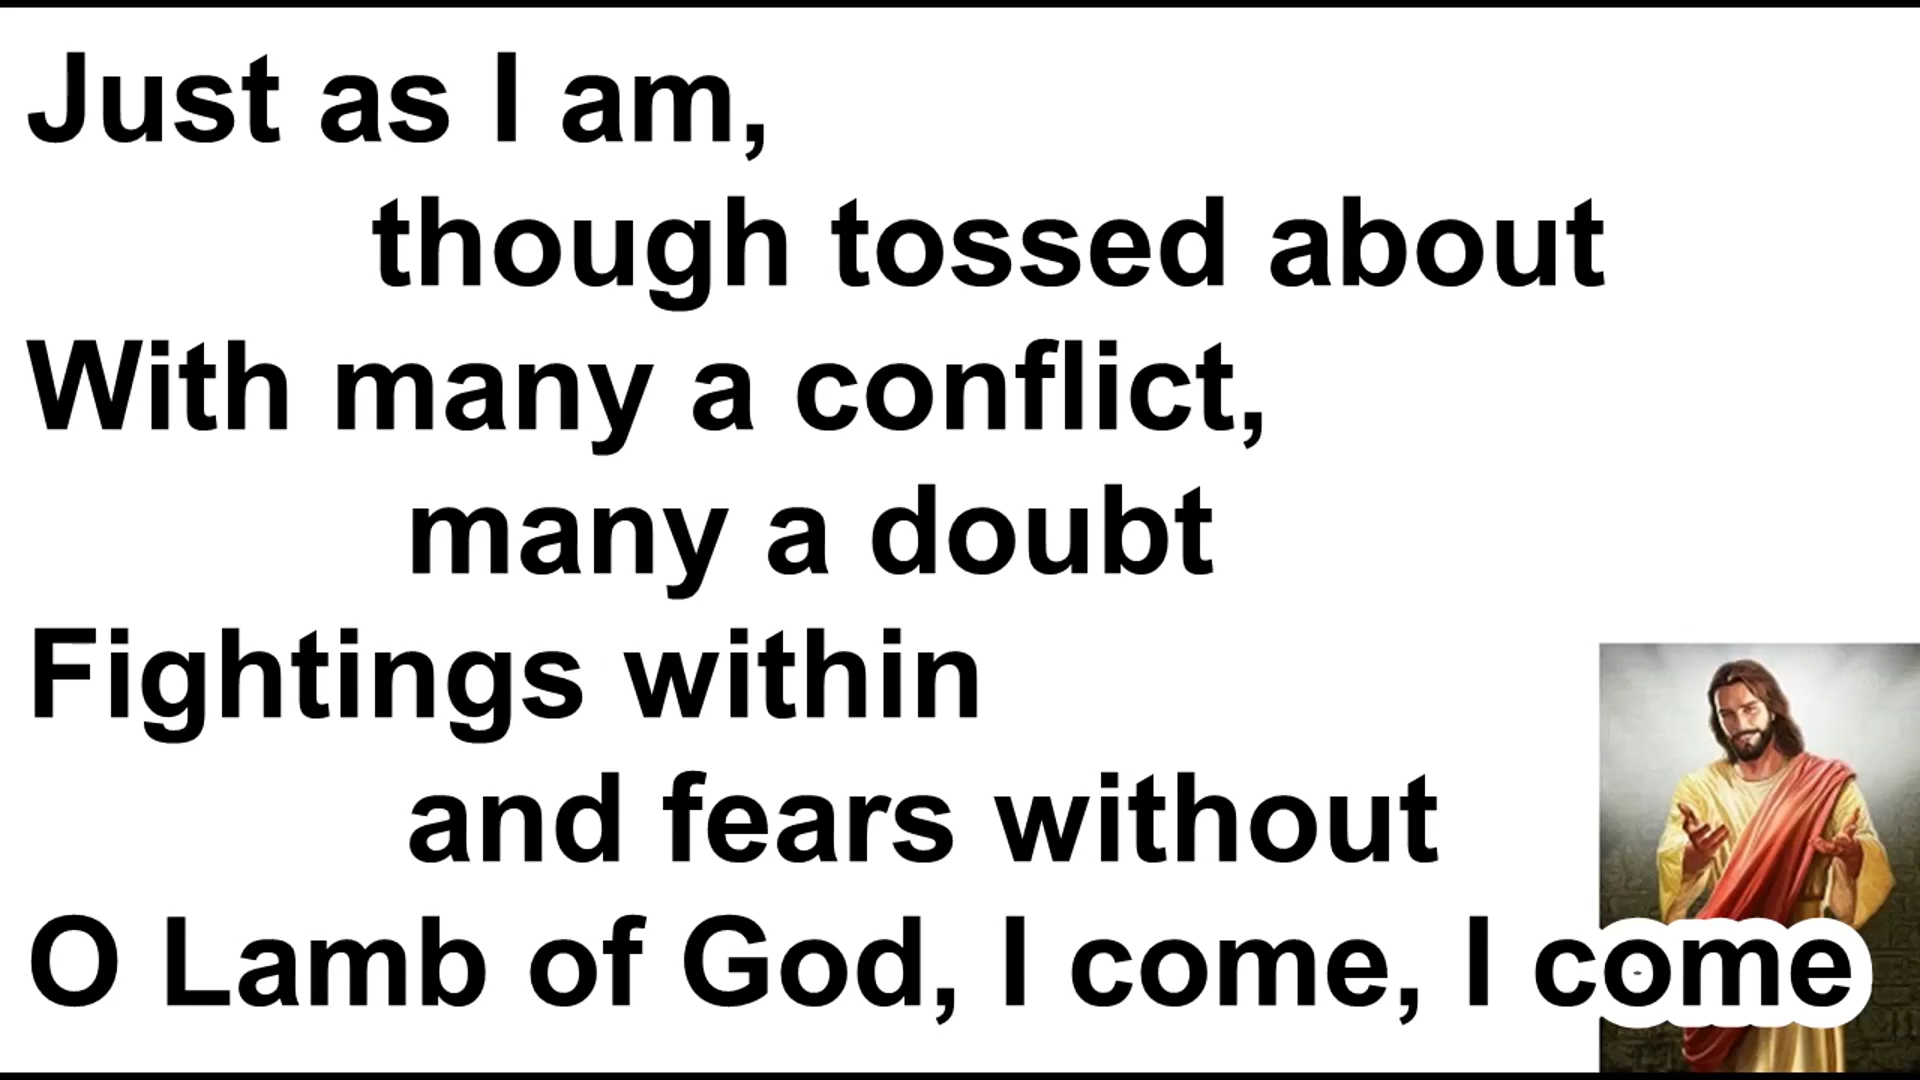 Just as I am,
though tossed about
With many a conflict,
many a doubt
Fightings within
and fears without
O Lamb of God, I come, I come